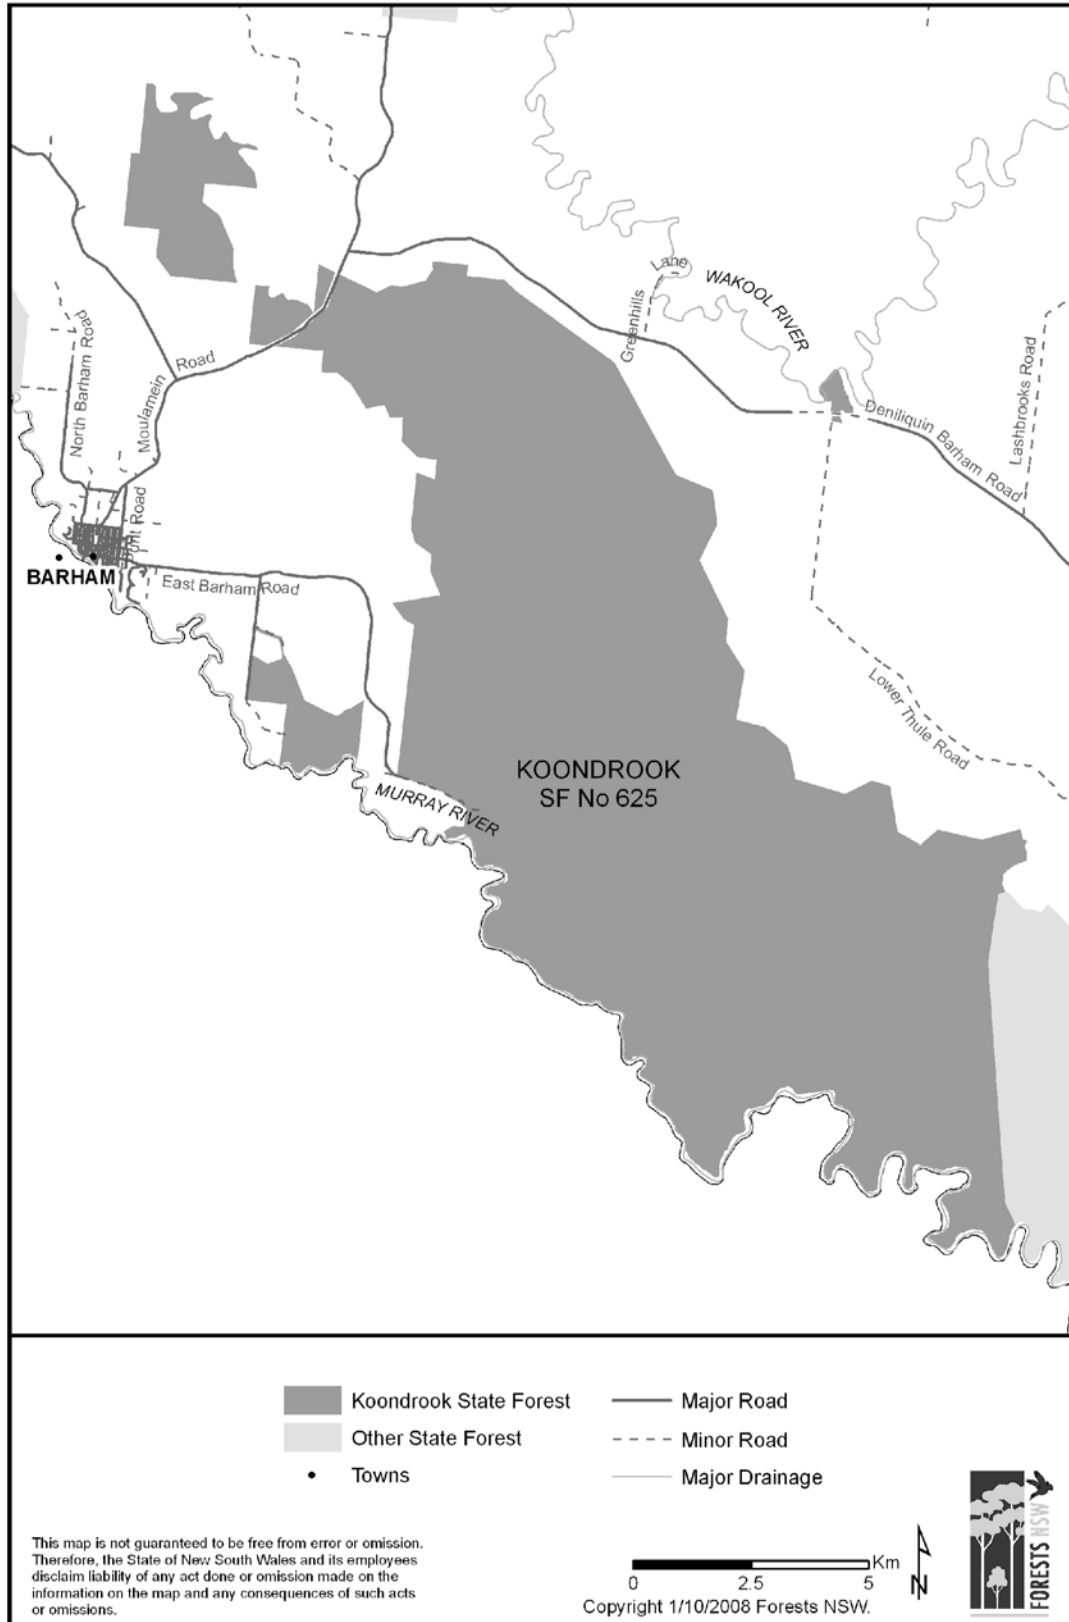 Greenhills
Lane
WAKOOL RIVER
North Barham Road
Moulamein
Road
Lashbrooks Road
Deniliquin Barham Road
Punt Road
BARHAM
East Barham Road
Lower Thule Road
KOONDROOK
SF No 625
MURRAY RIVER
Koondrook State Forest
Major Road
Other State Forest
Minor Road
Towns
Major Drainage
This map is not guaranteed to be free from error or omission.
Therefore, the State of New South Wales and its employees
disclaim liability of any act done or omission made on the
information on the map and any consequences of such acts
or omissions.
Km
0 2.5 5
Copyright 1/10/2008 Forests NSW.
N
FORESTS NSW